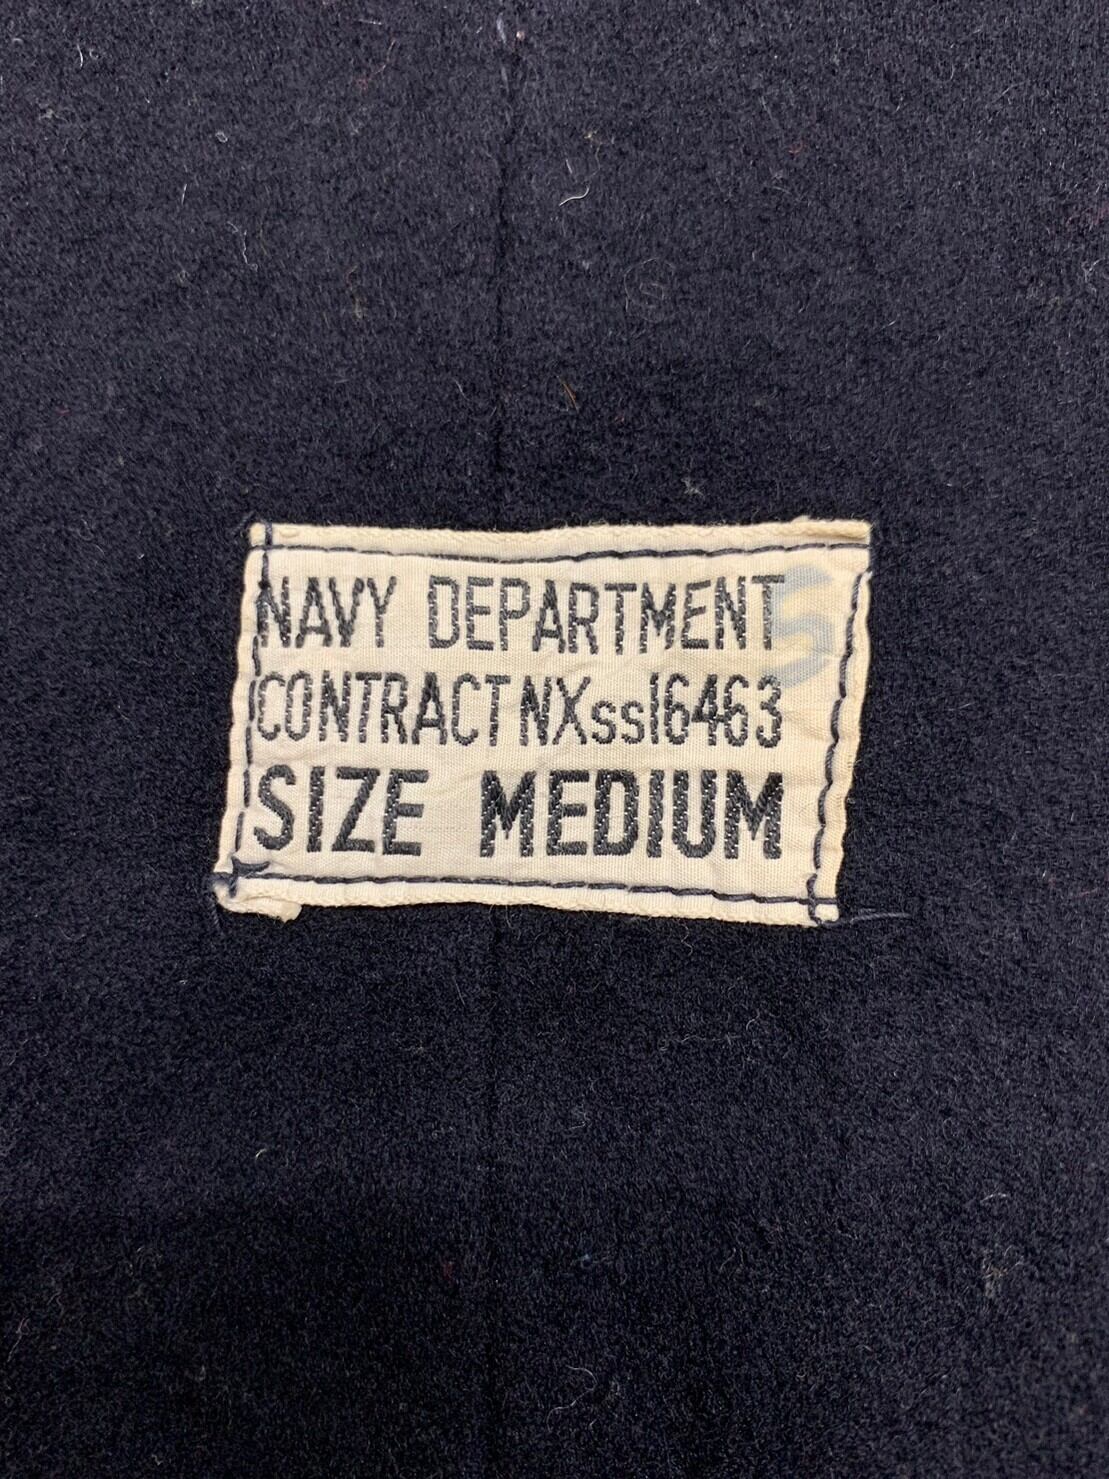 NAVY DEPARTMENT S
CONTRACT NXss16463
SIZE MEDIUM